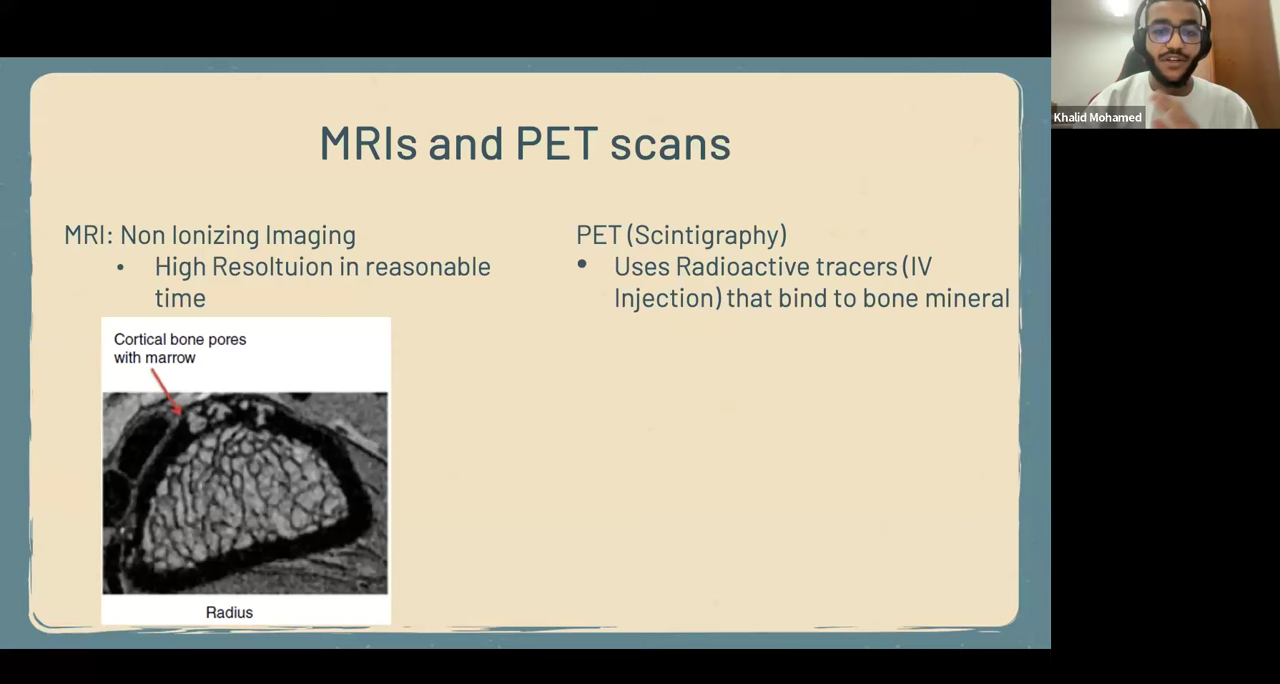 MRIs and PET scans
MRI: Non Ionizing Imaging
• High Resoltuion in reasonable
time
Cortical bone pores
with marrow
Radius
PET (Scintigraphy)
• Uses Radioactive tracers (IV
Injection) that bind to bone mineral
Khalid Mohamed